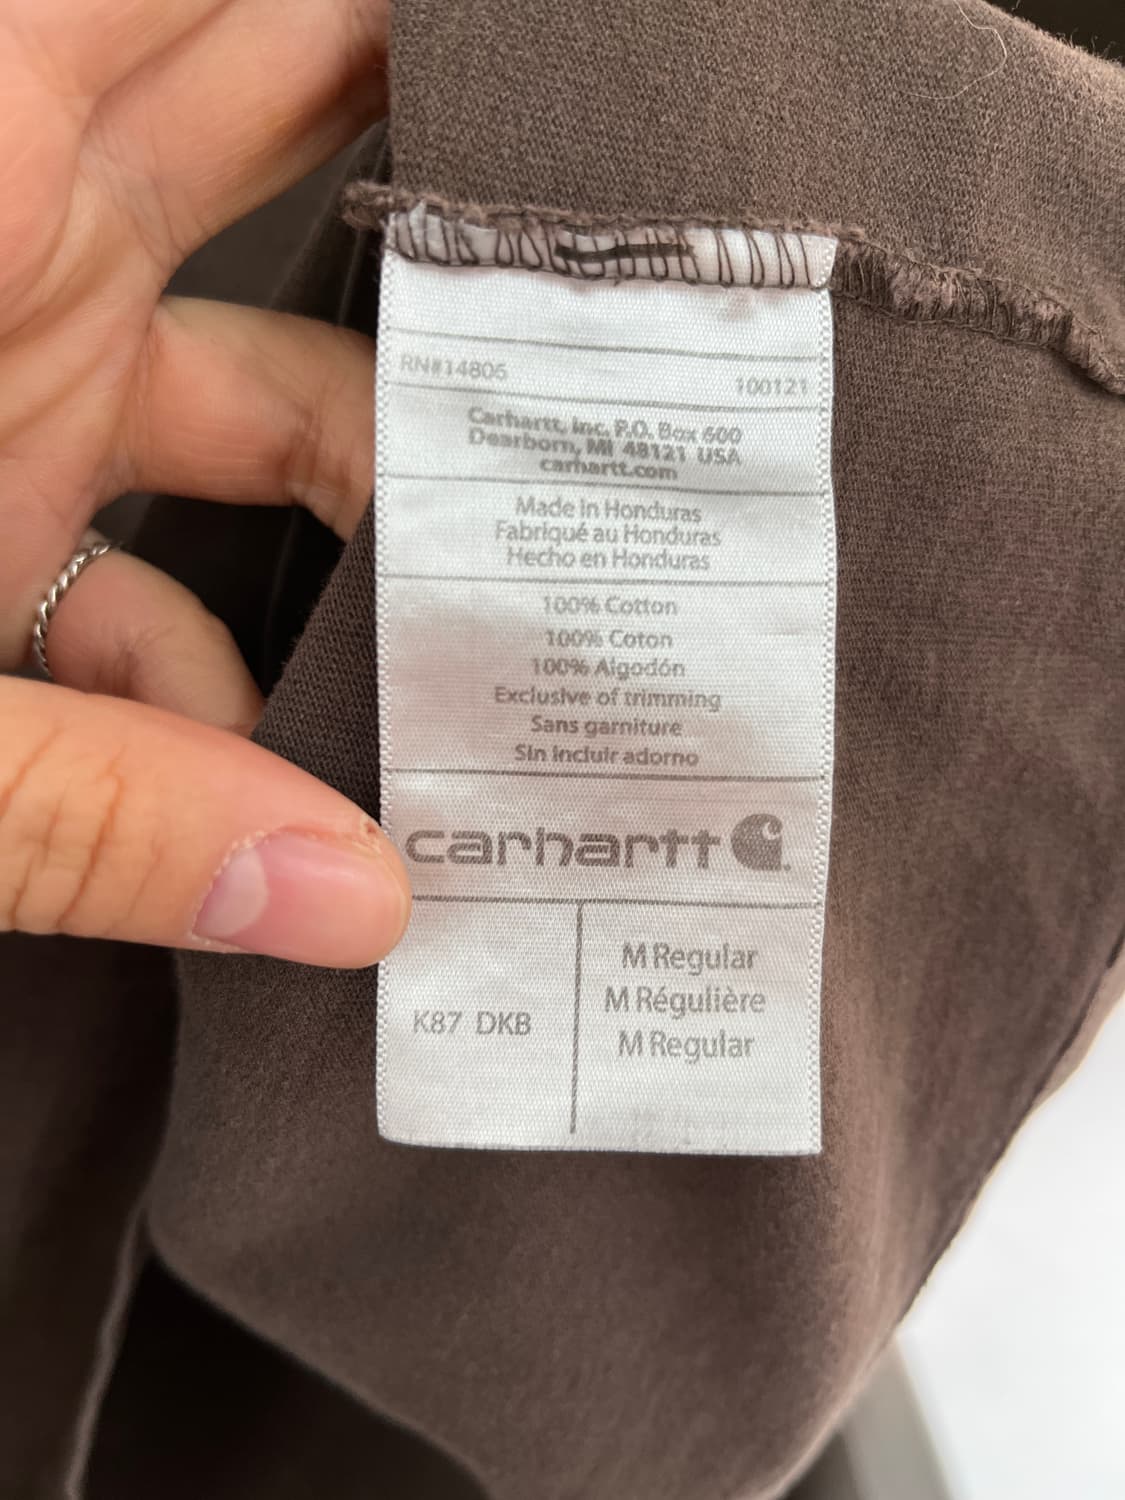 RN#14806
100121
Carhartt, Inc. P.O. Box 600
Dearborn, MI 48121 USA
carhartt.com
Made in Honduras
Fabriqué au Honduras
Hecho en Honduras
100% Cotton
100% Coton
100% Algodón
Exclusive of trimming
Sans garniture
Sin incluir adorno
carhartt
K87 DKB
M Regular
M Régulière
M Regular